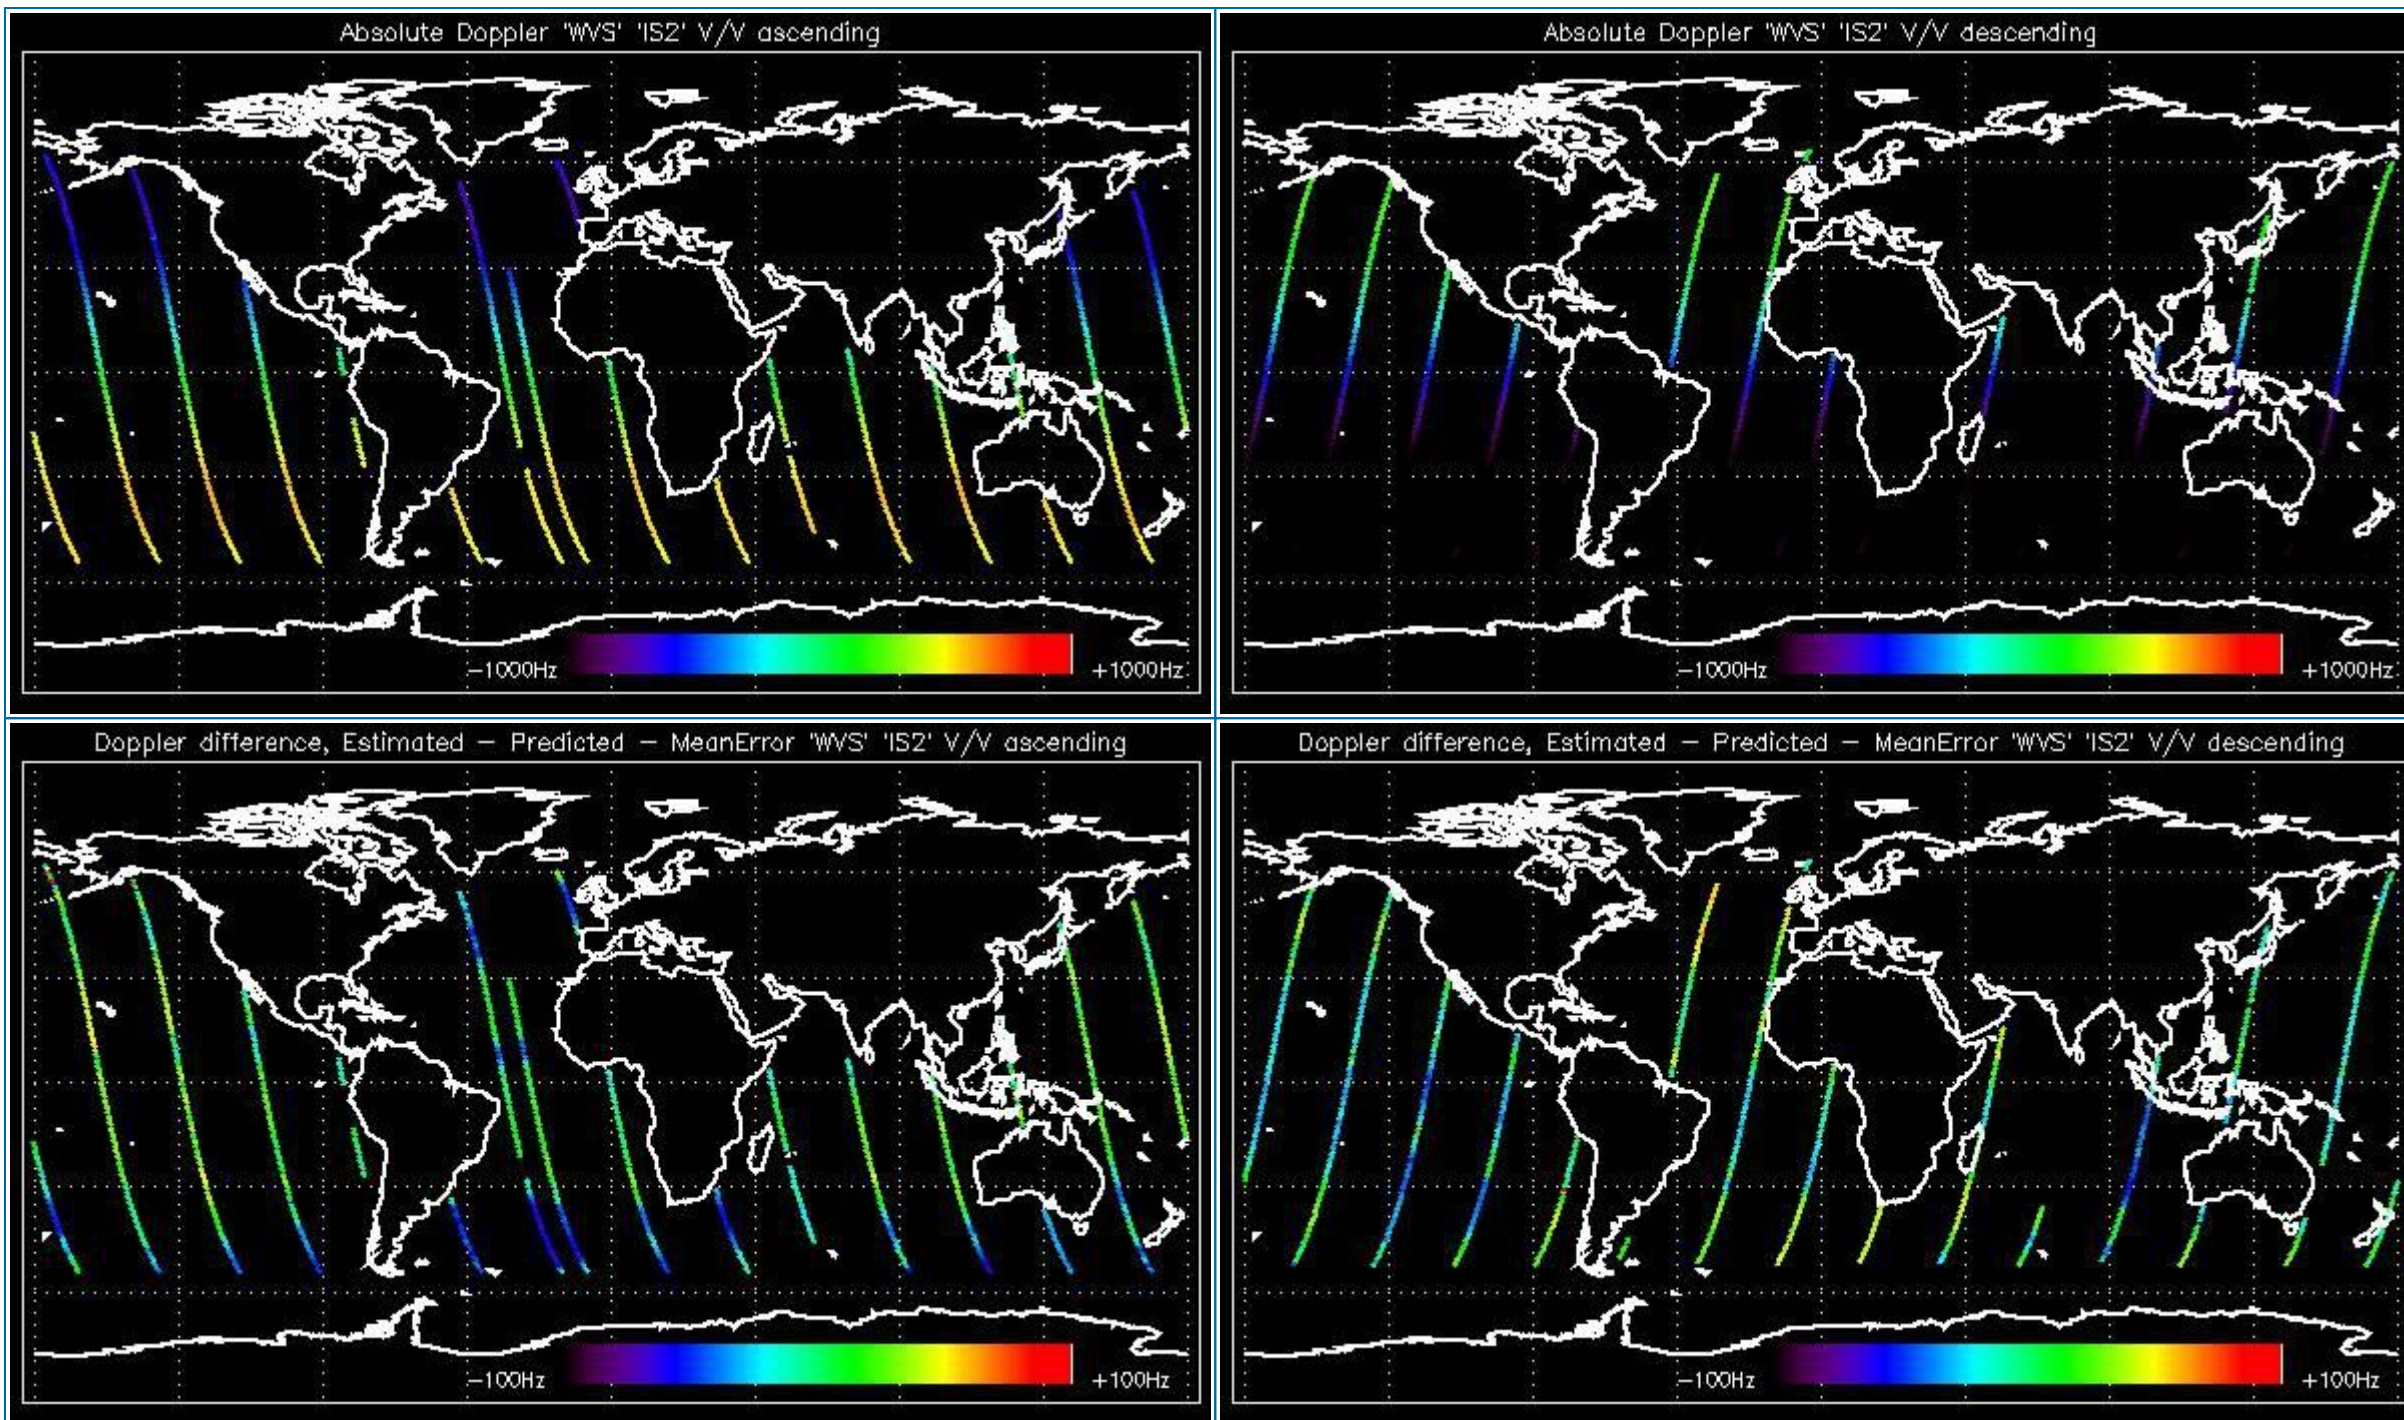 Absolute Doppler 'WVS' 'IS2' V/V ascending
-1000Hz
+1000Hz
Absolute Doppler 'WVS' 'IS2' V/V descending
-1000Hz
+1000Hz
Doppler difference, Estimated - Predicted - MeanError 'WVS' 'IS2' V/V ascending
-100Hz
+100Hz
Doppler difference, Estimated - Predicted - MeanError 'WVS' 'IS2' V/V descending
-100Hz
+100Hz